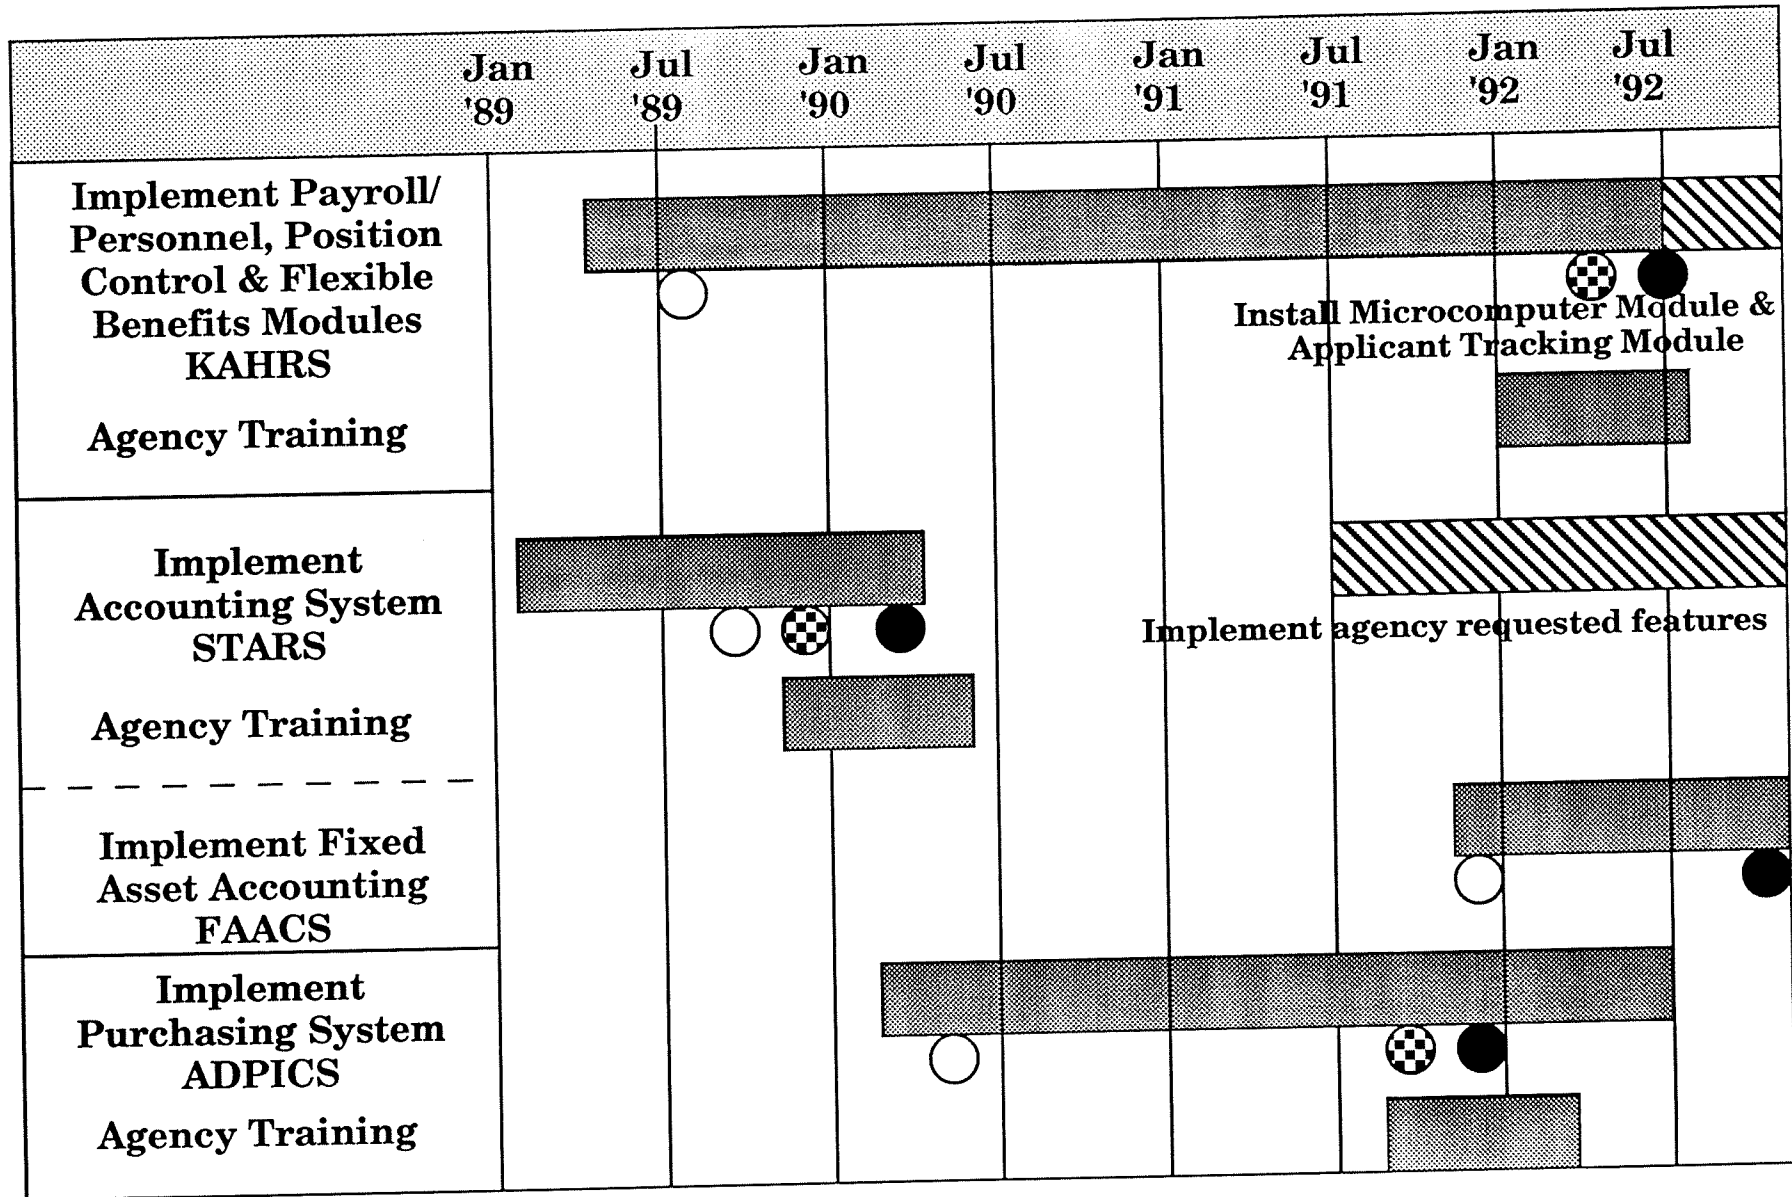 Jan Jul Jan Jul Jan Jul Jan Jul
'89 '89 '90 '90 '91 '91 '92 '92
Implement Payroll/
Personnel, Position
Control & Flexible
Benefits Modules
KAHRS
Install Microcomputer Module &
Applicant Tracking Module
Agency Training
Implement
Accounting System
STARS
Implement agency requested features
Agency Training
Implement Fixed
Asset Accounting
FAACS
Implement
Purchasing System
ADPICS
Agency Training